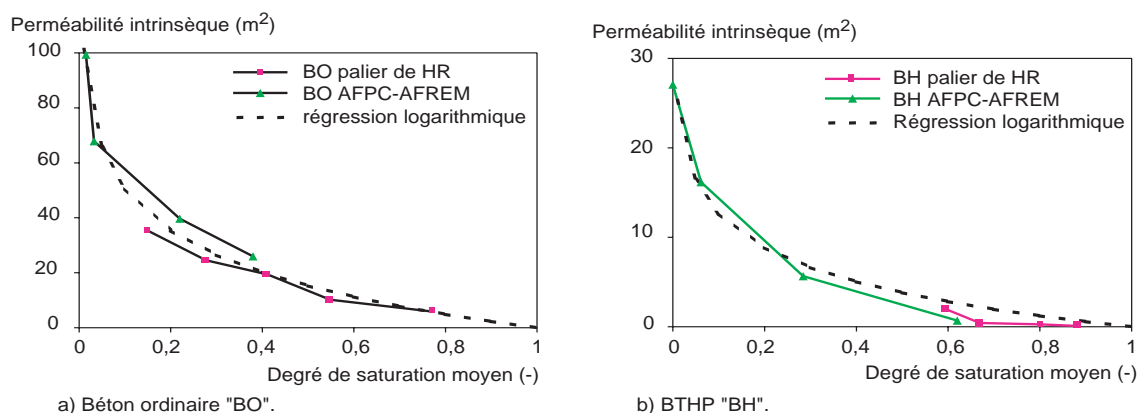 Perméabilité intrinsèque (m²)
100
80
60
40
20
0
0
0,2
0,4
0,6
0,8
1
BO palier de HR
BO AFPC-AFREM
régression logarithmique
Degré de saturation moyen (-)
a) Béton ordinaire "BO".
Perméabilité intrinsèque (m²)
30
20
10
0
0
0,2
0,4
0,6
0,8
1
BH palier de HR
BH AFPC-AFREM
Régression logarithmique
Degré de saturation moyen (-)
b) BTHP "BH".